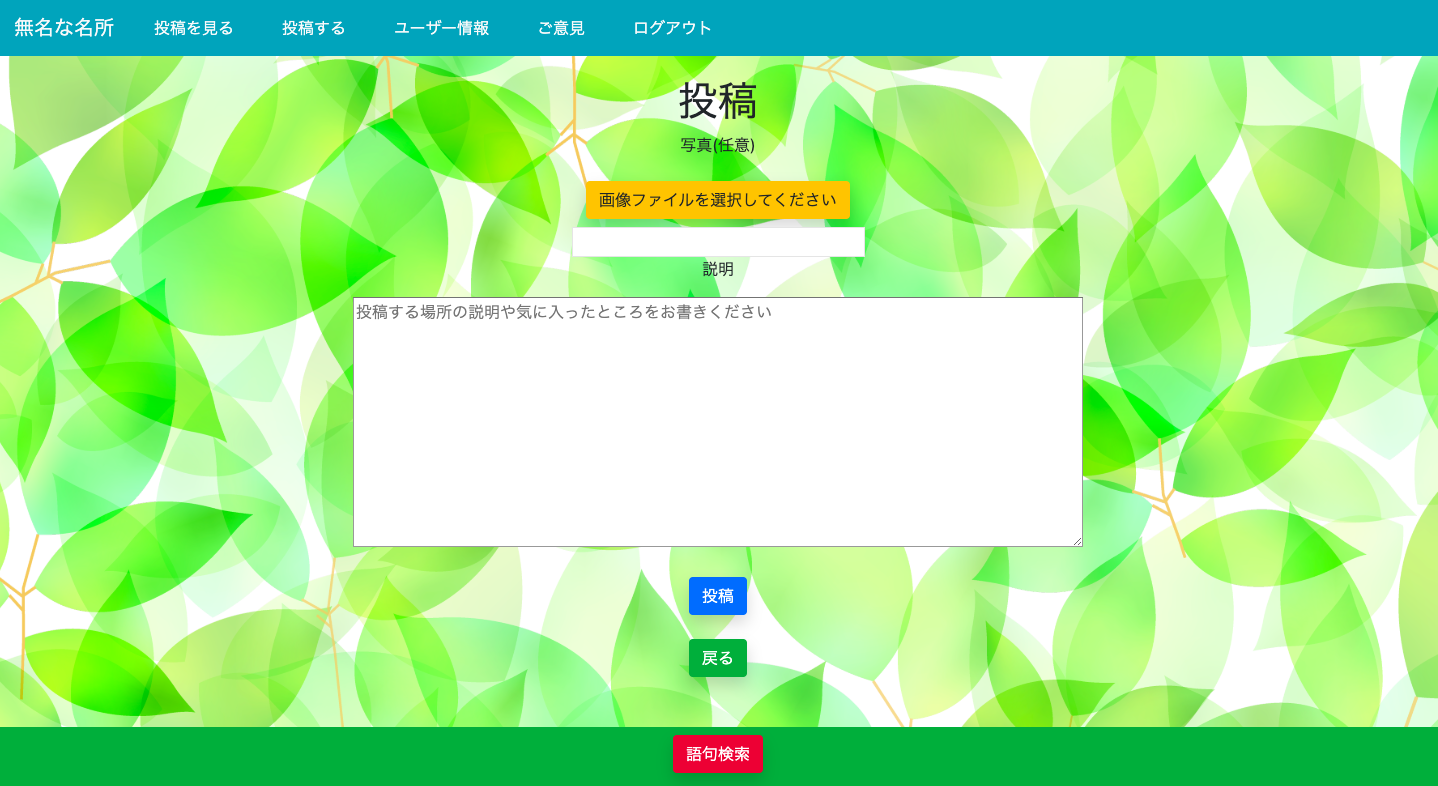 無名な名所 投稿を見る 投稿する ユーザー情報 ご意見 ログアウト
投稿
写真(任意)
画像ファイルを選択してください
説明
投稿する場所の説明や気に入ったところをお書きください
投稿
戻る
語句検索